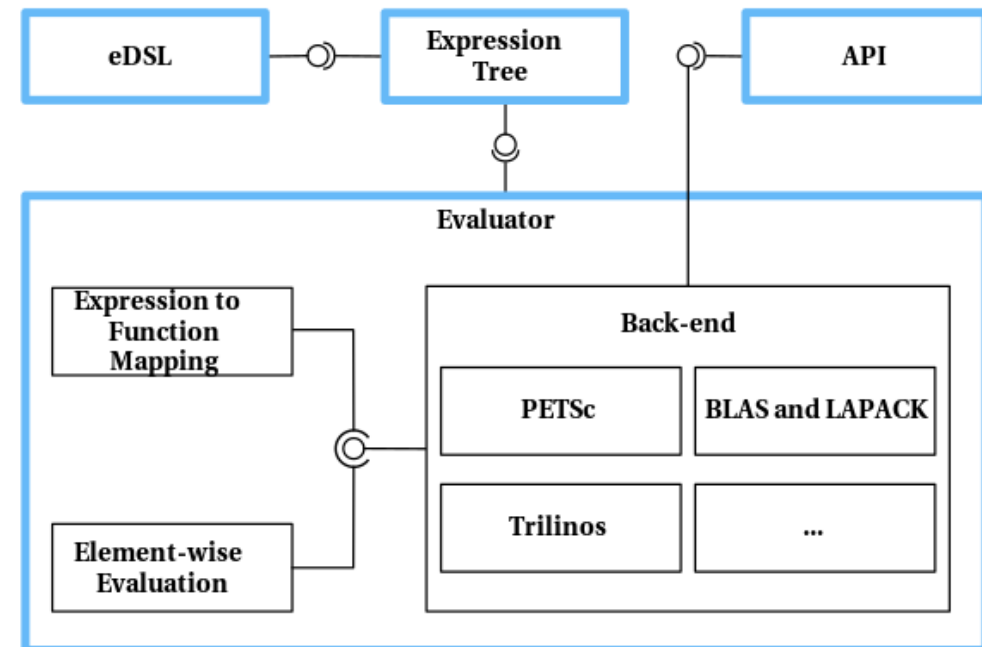 eDSL
Expression
Tree
API
Evaluator
Expression to
Function
Mapping
Back-end
PETSc
BLAS and LAPACK
Trilinos
...
Element-wise
Evaluation